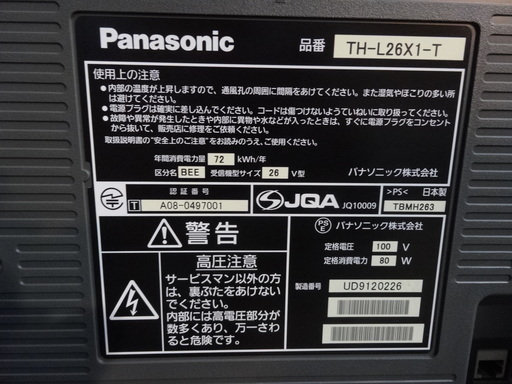 Panasonic
品番 TH-L26X1-T
使用上の注意
●内部の温度が上昇しますので、通風孔の周囲に間隔をあけてください。また湿気やほこりの多い所
は避けてください。
●電源プラグは確実に差し込んでください。コードは傷つけないようていねいに取り扱ってください。
●故障や異常が発生したときや内部に異物や水などが入ったときは、すぐに電源プラグをコンセント
から抜いて、販売店に修理をご依頼ください。
取扱説明書の"安全上のご注意"をお読みのうえ、ご使用ください。
年間消費電力量 72 kWh/年
区分名 BEE 受信機型サイズ 26 V型
パナソニック株式会社
認証番号
T A08-0497001
JQA JQ10009
>PS< 日本製
TBMH263
警告
高圧注意
サービスマン以外の方
は、裏ぶたをあけないで
ください。
内部には高電圧部分が
数多くあり、万一さわ
ると危険です。
PS E パナソニック株式会社
定格電圧 100 V
定格消費電力 80 W
製造番号 UD9120226